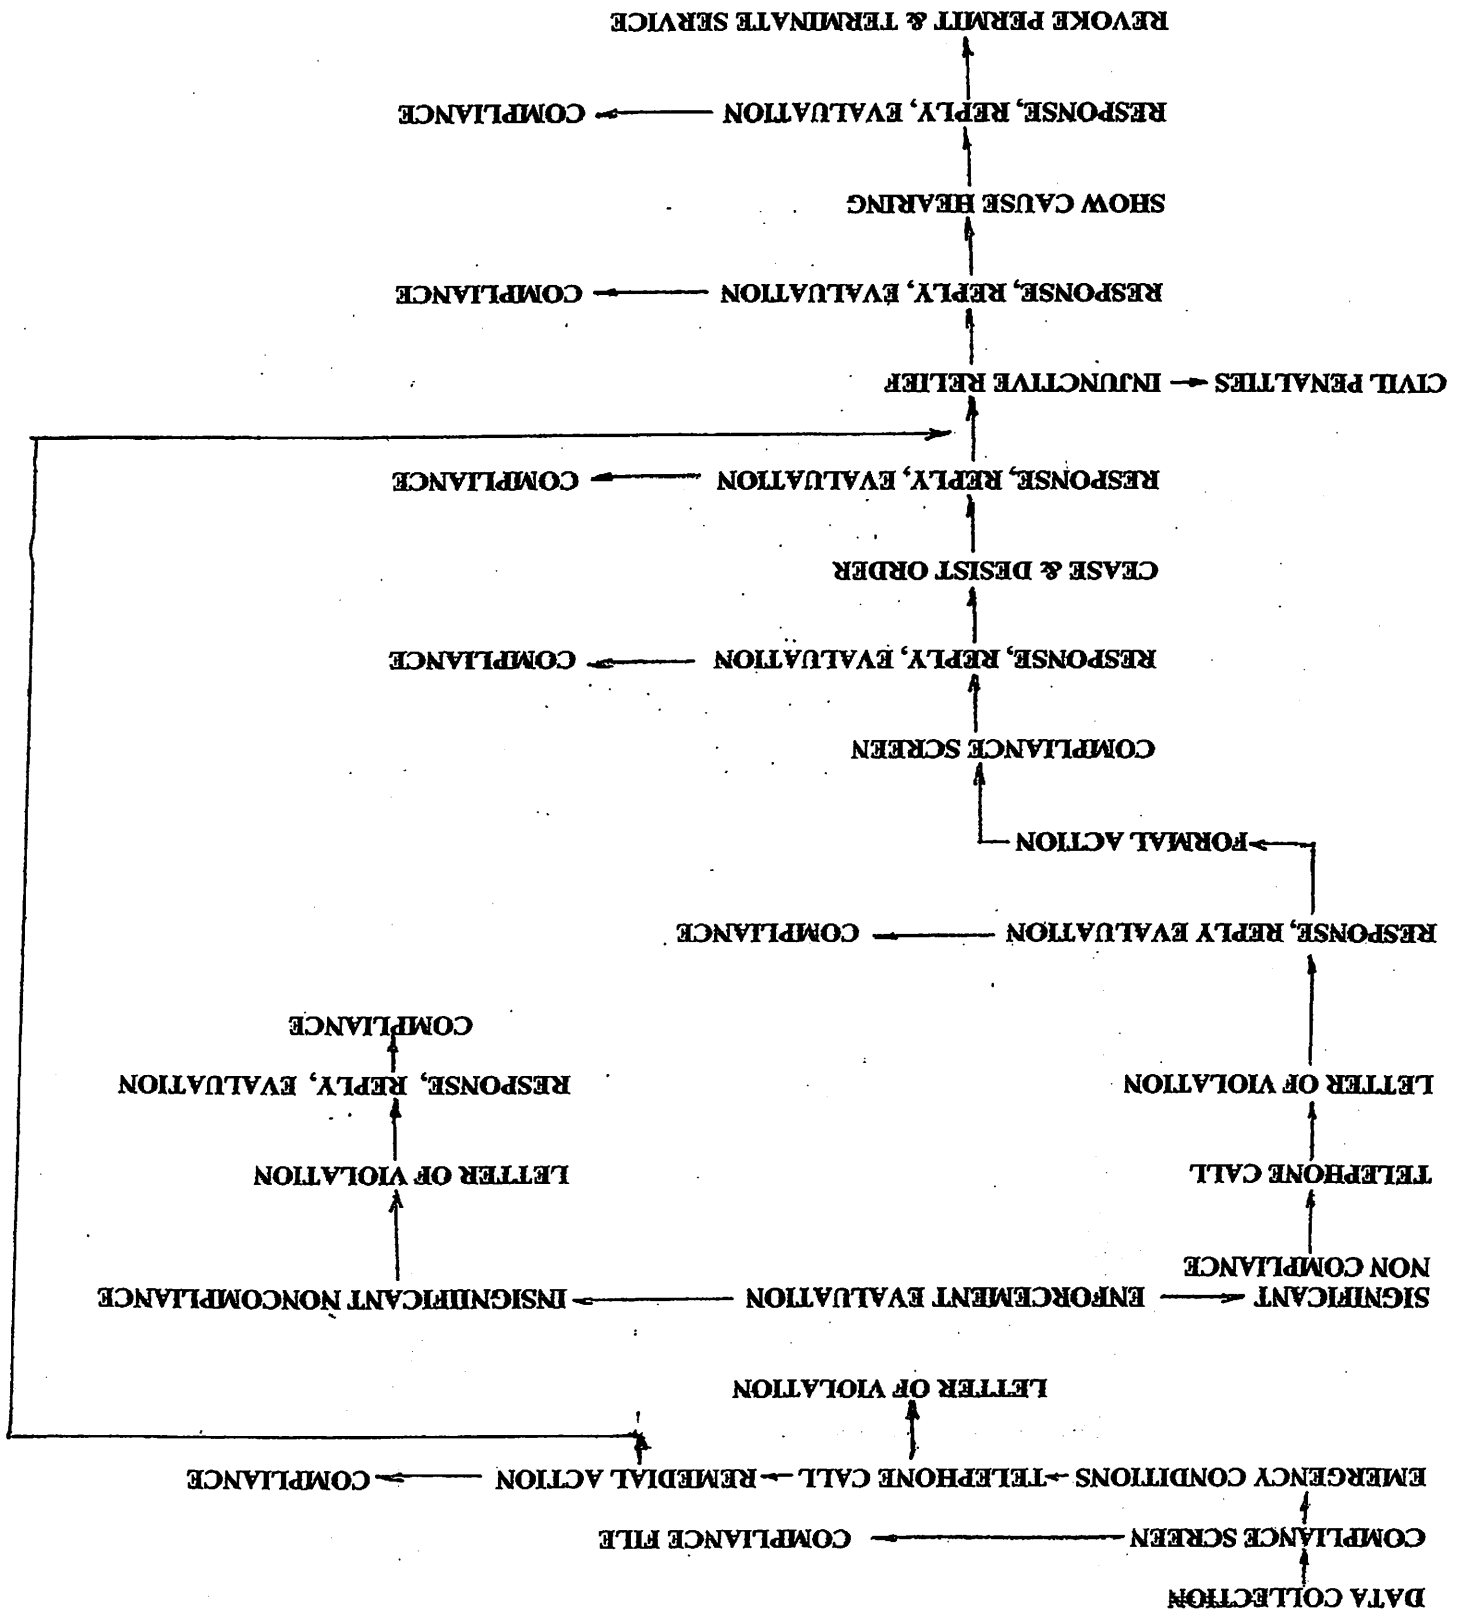 DATA COLLECTION
COMPLIANCE SCREEN COMPLIANCE FILE
EMERGENCY CONDITIONS TELEPHONE CALL REMEDIAL ACTION COMPLIANCE
LETTER OF VIOLATION
SIGNIFICANT ENFORCEMENT EVALUATION INSIGNIFICANT NONCOMPLIANCE
NON COMPLIANCE
TELEPHONE CALL LETTER OF VIOLATION
LETTER OF VIOLATION RESPONSE, REPLY, EVALUATION
COMPLIANCE
RESPONSE, REPLY EVALUATION COMPLIANCE
FORMAL ACTION
COMPLIANCE SCREEN
RESPONSE, REPLY, EVALUATION COMPLIANCE
CEASE & DESIST ORDER
RESPONSE, REPLY, EVALUATION COMPLIANCE
CIVIL PENALTIES INJUNCTIVE RELIEF
RESPONSE, REPLY, EVALUATION COMPLIANCE
SHOW CAUSE HEARING
RESPONSE, REPLY, EVALUATION COMPLIANCE
REVOKE PERMIT & TERMINATE SERVICE